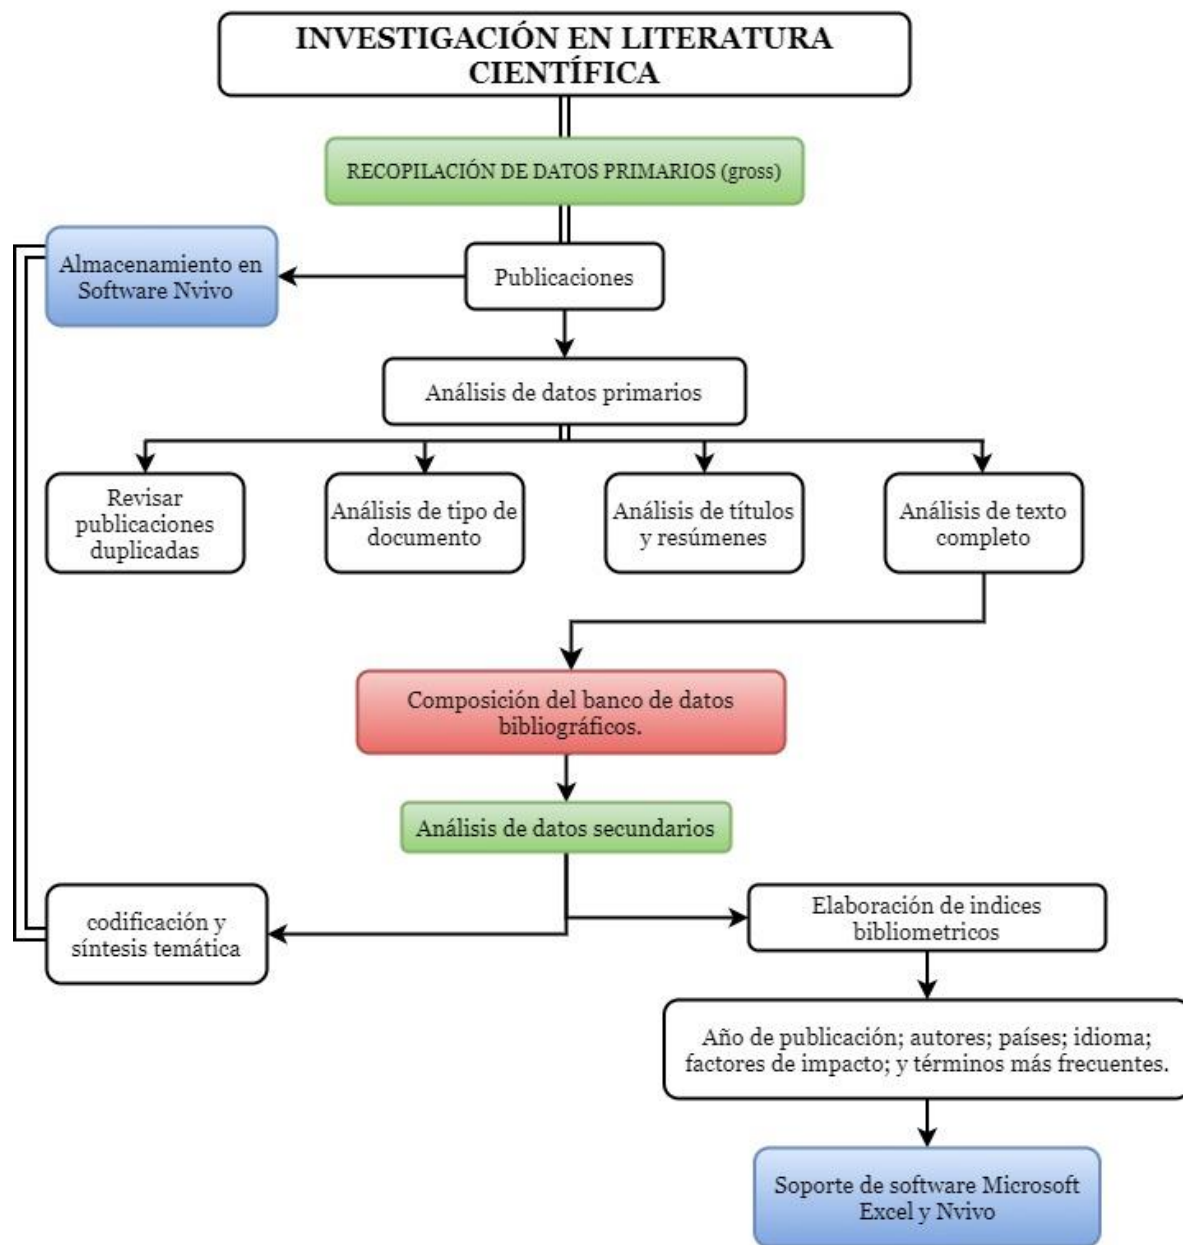 INVESTIGACIÓN EN LITERATURA
CIENTÍFICA
RECOPILACIÓN DE DATOS PRIMARIOS (gross)
Almacenamiento en
Software Nvivo
Publicaciones
Análisis de datos primarios
Revisar
publicaciones
duplicadas
Análisis de tipo de
documento
Análisis de títulos
y resúmenes
Análisis de texto
completo
Composición del banco de datos
bibliográficos.
Análisis de datos secundarios
codificación y
síntesis temática
Elaboración de indices
bibliometricos
Año de publicación; autores; países; idioma;
factores de impacto; y términos más frecuentes.
Soporte de software Microsoft
Excel y Nvivo